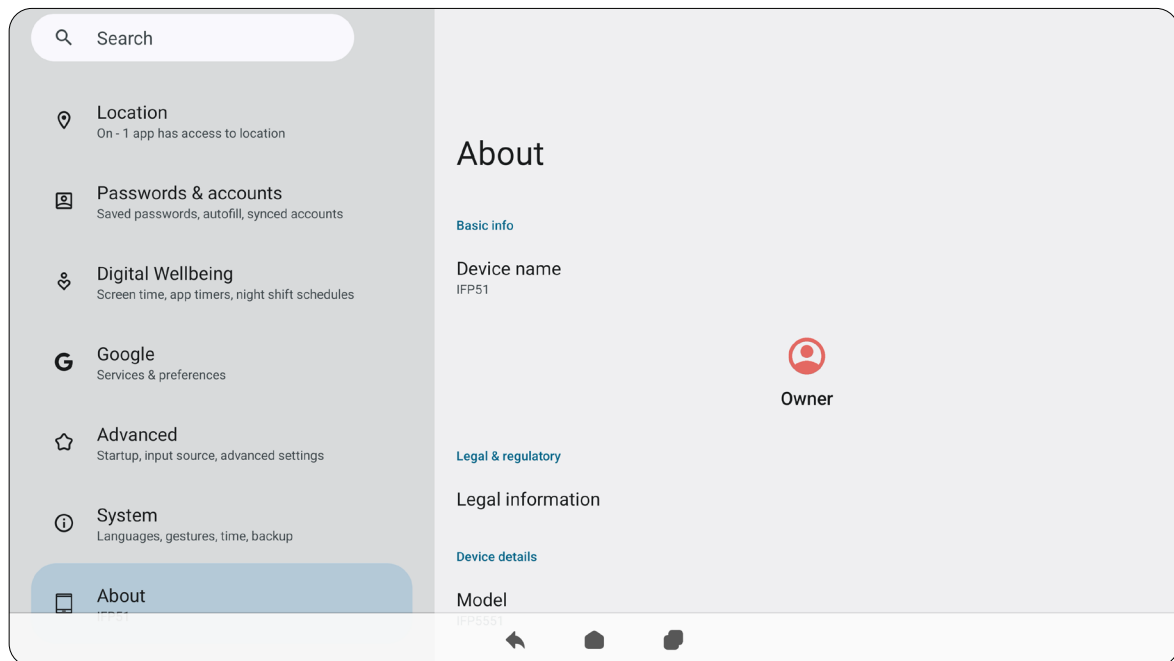 Search
Location
On - 1 app has access to location
Passwords & accounts
Saved passwords, autofill, synced accounts
Digital Wellbeing
Screen time, app timers, night shift schedules
Google
Services & preferences
Advanced
Startup, input source, advanced settings
System
Languages, gestures, time, backup
About
IFP51
About
Basic info
Device name
IFP51
Owner
Legal & regulatory
Legal information
Device details
Model
IFP5551